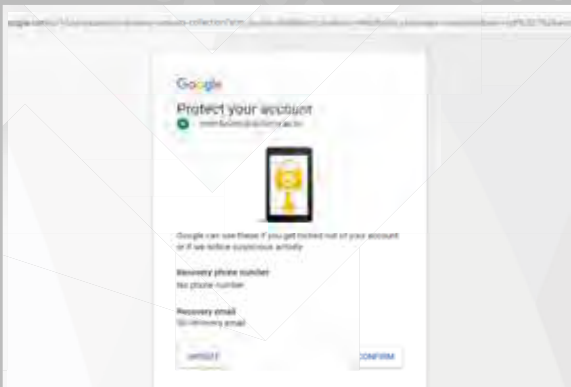 Google
Protect your account
Google can use these if you get locked out of your account
or if we notice suspicious activity
Recovery phone number
No phone number
Recovery email
No recovery email
UPDATE
CONFIRM